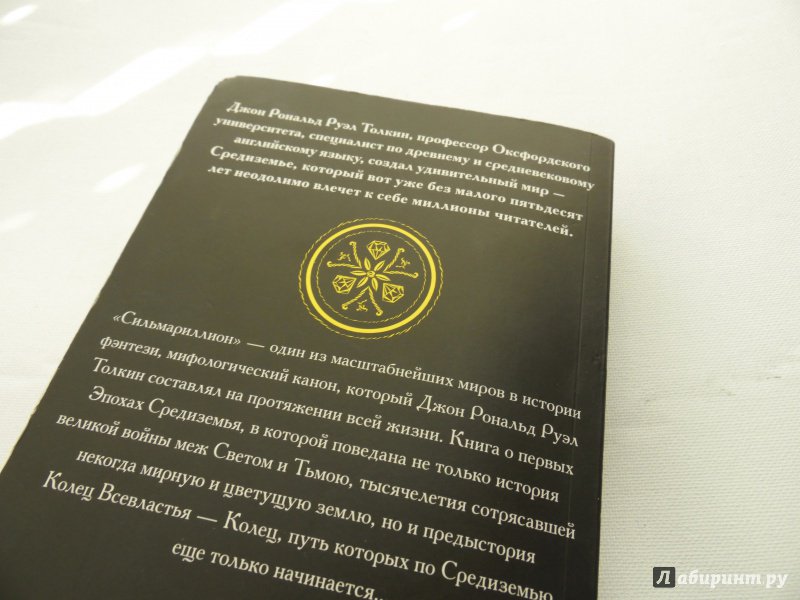 Джон Рональд Руэл Толкин, профессор Оксфордского
университета, специалист по древнему и средневековому
английскому языку, создал удивительный мир —
Средиземье, который вот уже без малого пятьдесят
лет неодолимо влечет к себе миллионы читателей.
«Сильмариллион» — один из масштабнейших миров в истории
фэнтези, мифологический канон, который Джон Рональд Руэл
Толкин составлял на протяжении всей жизни. Книга о первых
Эпохах Средиземья, в которой поведана не только история
великой войны меж Светом и Тьмою, тысячелетия сотрясавшей
некогда мирную и цветущую землю, но и предыстория
Колец Всевластья — Колец, путь которых по Средиземью
еще только начинается...
Лабиринт.ру